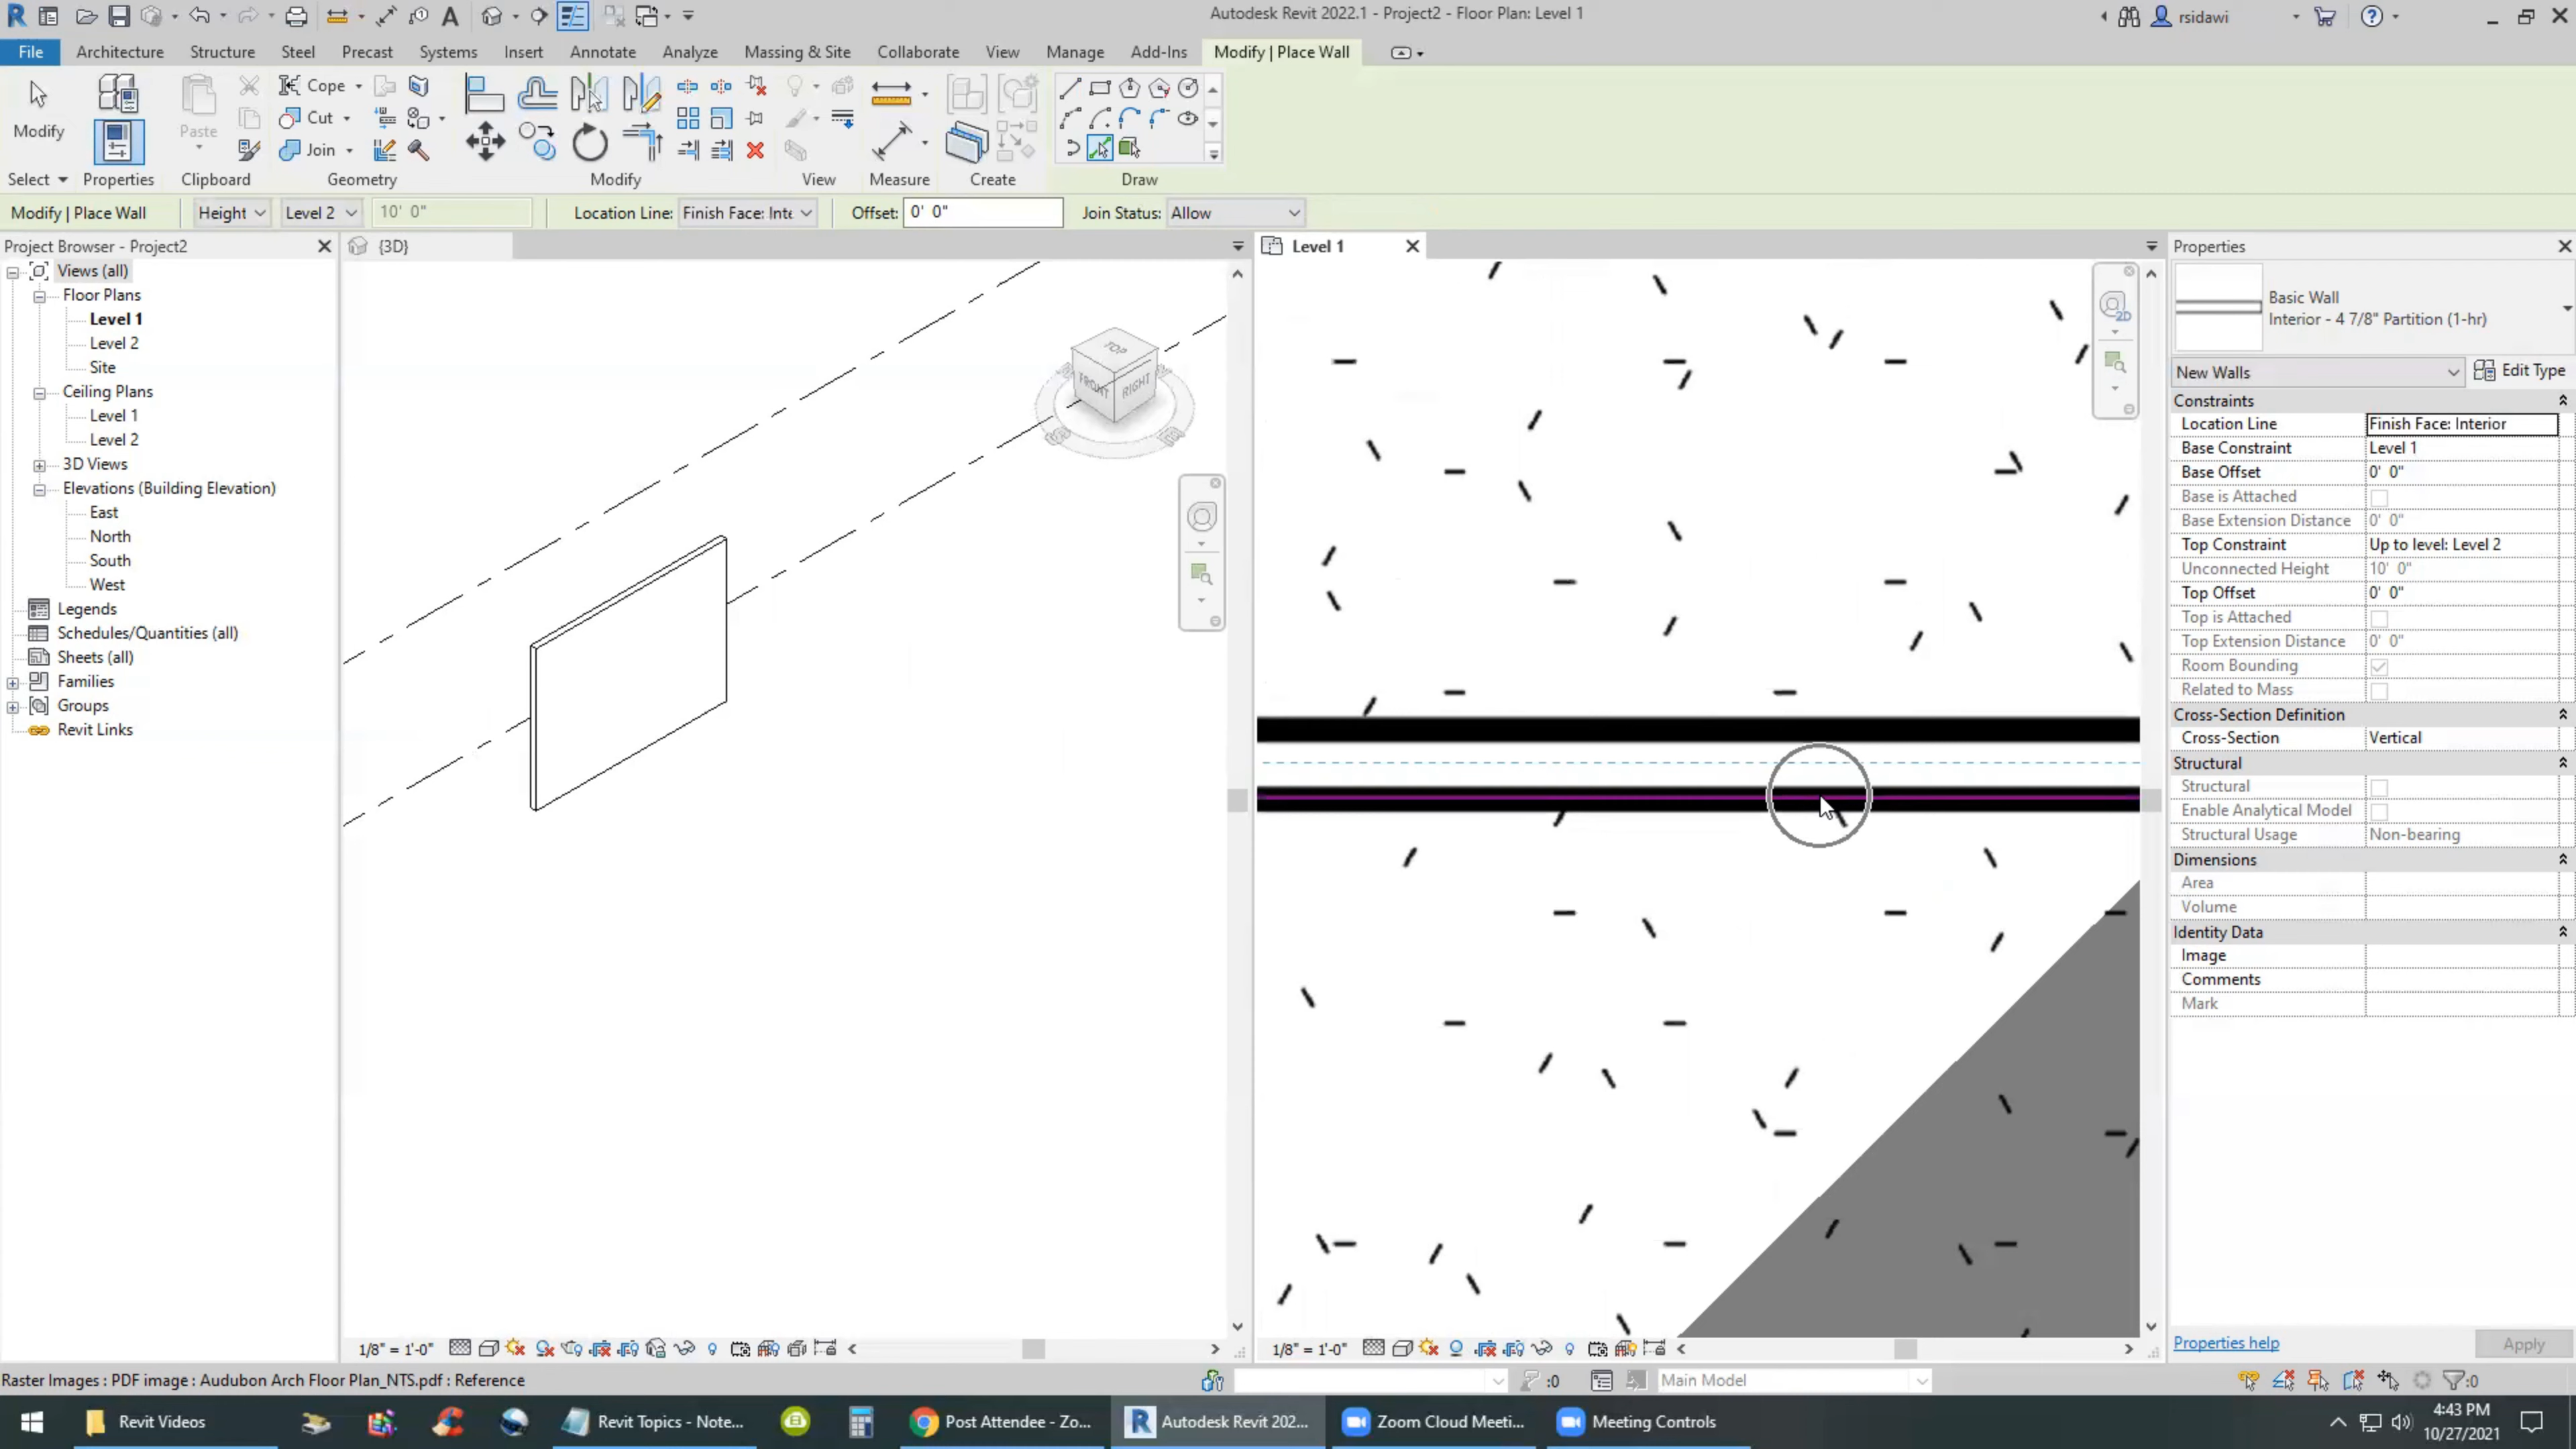 Autodesk Revit 2022.1 - Project2 - Floor Plan: Level 1
rsidawi
File Architecture Structure Steel Precast Systems Insert Annotate Analyze Massing & Site Collaborate View Manage Add-Ins Modify | Place Wall
Modify
Paste
Cope
Cut
Join
Select Properties Clipboard Geometry Modify View Measure Create Draw
Modify | Place Wall Height Level 2 10' 0" Location Line: Finish Face: Inte Offset: 0' 0" Join Status: Allow
Project Browser - Project2
Views (all)
Floor Plans
Level 1
Level 2
Site
Ceiling Plans
Level 1
Level 2
3D Views
Elevations (Building Elevation)
East
North
South
West
Legends
Schedules/Quantities (all)
Sheets (all)
Families
Groups
Revit Links
{3D}
TOP
FRONT
RIGHT
1/8" = 1'-0"
Level 1
2D
1/8" = 1'-0"
Properties
Basic Wall
Interior - 4 7/8" Partition (1-hr)
New Walls Edit Type
Constraints
Location Line Finish Face: Interior
Base Constraint Level 1
Base Offset 0' 0"
Base is Attached
Base Extension Distance 0' 0"
Top Constraint Up to level: Level 2
Unconnected Height 10' 0"
Top Offset 0' 0"
Top is Attached
Top Extension Distance 0' 0"
Room Bounding
Related to Mass
Cross-Section Definition
Cross-Section Vertical
Structural
Structural
Enable Analytical Model
Structural Usage Non-bearing
Dimensions
Area
Volume
Identity Data
Image
Comments
Mark
Properties help Apply
Raster Images : PDF image : Audubon Arch Floor Plan_NTS.pdf : Reference
:0 Main Model :0
Revit Videos Revit Topics - Note... Post Attendee - Zo... Autodesk Revit 202... Zoom Cloud Meeti... Meeting Controls
4:43 PM
10/27/2021